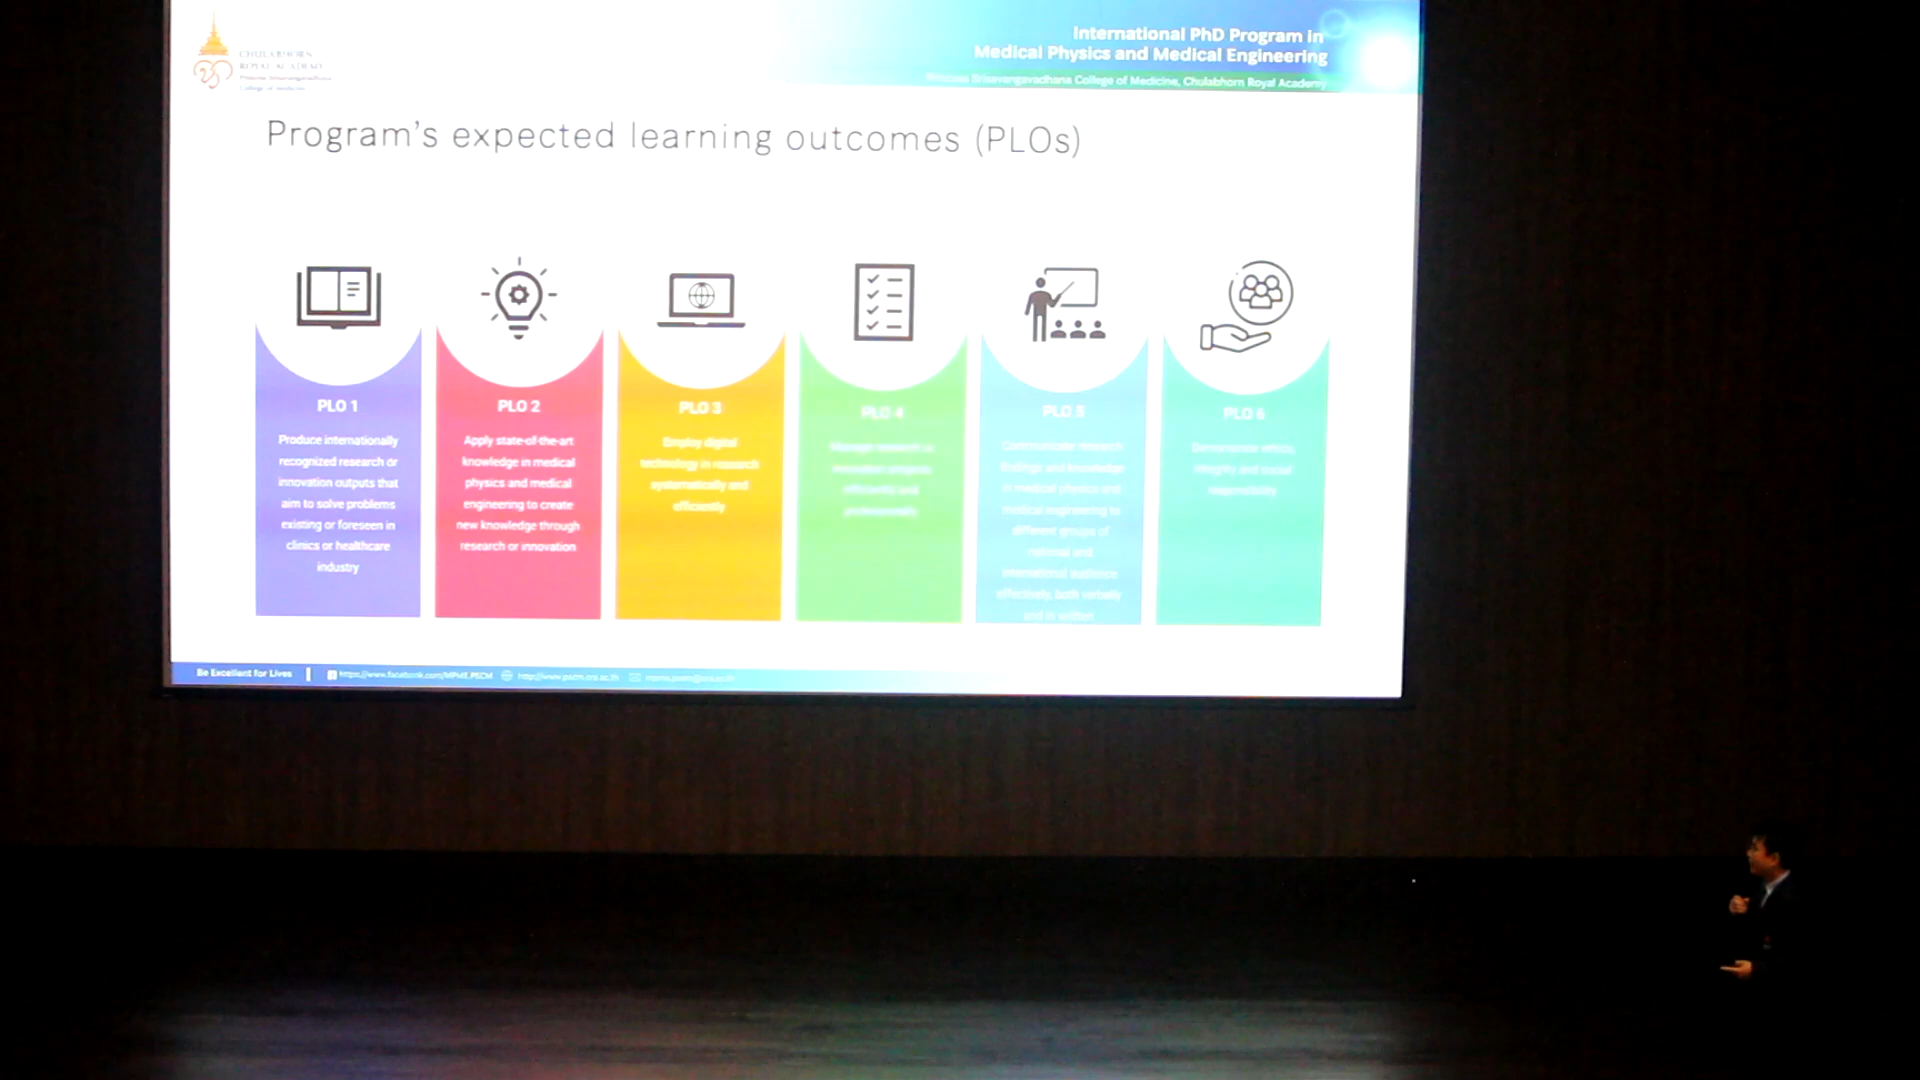 CHULABHORN
ROYAL ACADEMY
Princess Srisavangavadhana
College of Medicine
International PhD Program in
Medical Physics and Medical Engineering
Princess Srisavangavadhana College of Medicine, Chulabhorn Royal Academy
Program's expected learning outcomes (PLOs)
PLO 1
Produce internationally
recognized research or
innovation outputs that
aim to solve problems
existing or foreseen in
clinics or healthcare
industry
PLO 2
Apply state-of-the-art
knowledge in medical
physics and medical
engineering to create
new knowledge through
research or innovation
PLO 3
Employ digital
technology in research
systematically and
efficiently
PLO 4
efficiently and
professionally
PLO 5
Communicate research
findings and knowledge
in medical physics and
medical engineering to
different groups of
national and
international audience
effectively, both verbally
and in written
PLO 6
Demonstrate ethics,
integrity and social
responsibility
Be Excellent for Lives
https://www.facebook.com/MPME.PSCM
http://www.pscm.cra.ac.th